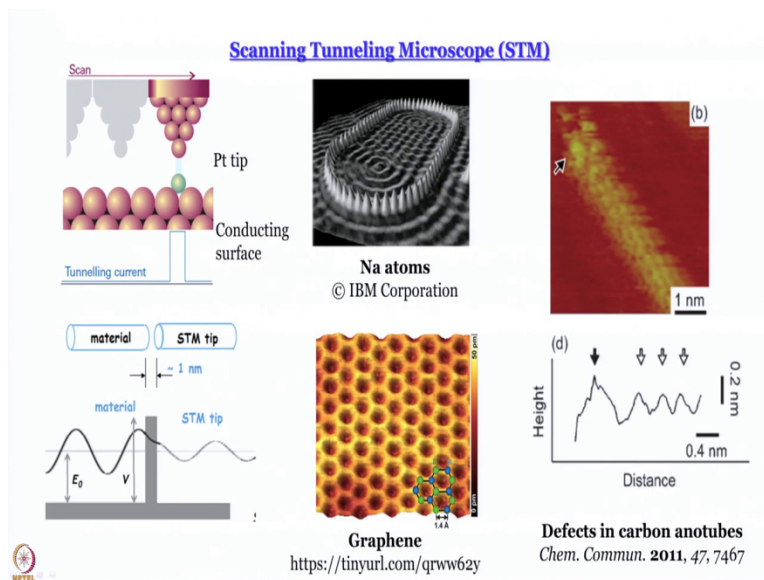 Scanning Tunneling Microscope (STM)
Scan
Pt tip
Conducting
surface
Tunnelling current
material
STM tip
~ 1 nm
material
STM tip
E0
V
Na atoms
© IBM Corporation
50 pm
0 pm
1.4 Å
Graphene
https://tinyurl.com/qrww62y
(b)
1 nm
(d)
Height
0.2 nm
0.4 nm
Distance
Defects in carbon anotubes
Chem. Commun. 2011, 47, 7467
NPTEL